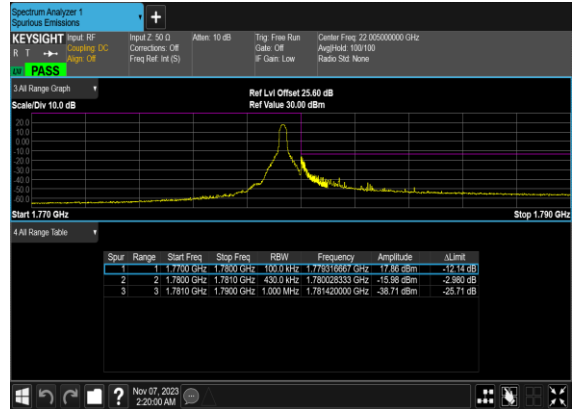 Spectrum Analyzer 1
Spurious Emissions
KEYSIGHT Input: RF Input Z: 50 Ω Atten: 10 dB Trig: Free Run Center Freq: 22.005000000 GHz
R T Coupling: DC Corrections: Off Gate: Off Avg|Hold: 100/100
Align: Off Freq Ref: Int (S) IF Gain: Low Radio Std: None
PASS
3 All Range Graph
Ref Lvl Offset 25.60 dB
Scale/Div 10.0 dB Ref Value 30.00 dBm
20.0
10.0
0.00
-10.0
-20.0
-30.0
-40.0
-50.0
-60.0
Start 1.770 GHz Stop 1.790 GHz
4 All Range Table
Spur Range Start Freq Stop Freq RBW Frequency Amplitude ΔLimit
1 1 1.7700 GHz 1.7800 GHz 100.0 kHz 1.779316667 GHz 17.86 dBm -12.14 dB
2 2 1.7800 GHz 1.7810 GHz 430.0 kHz 1.780028333 GHz -15.98 dBm -2.980 dB
3 3 1.7810 GHz 1.7900 GHz 1.000 MHz 1.781420000 GHz -38.71 dBm -25.71 dB
? Nov 07, 2023
2:20:00 AM